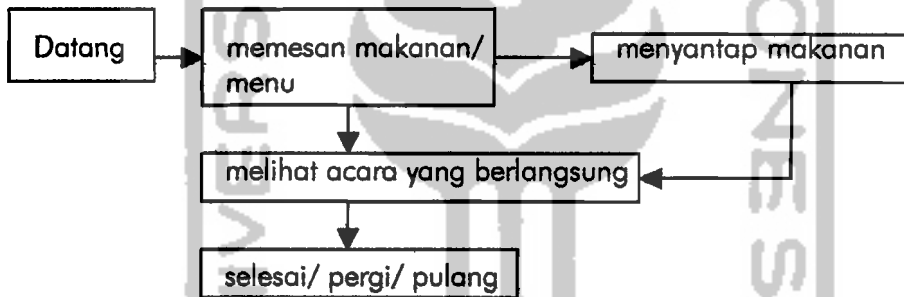 Datang
memesan makanan/
menu
menyantap makanan
melihat acara yang berlangsung
selesai/ pergi/ pulang